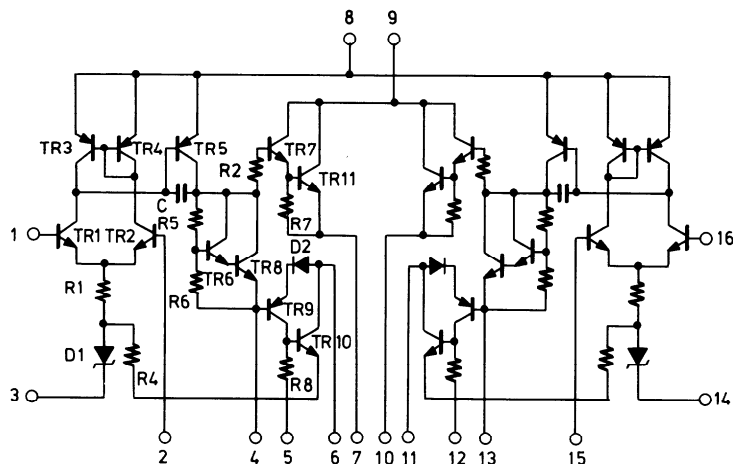 8 9
TR3 TR4 TR5 TR7
R2 TR11
C
R5 R7
1 TR1 TR2 D2 16
TR6 TR8
R1 R6 TR9
D1 TR10
R4 R8
3 14
2 4 5 6 7 10 11 12 13 15